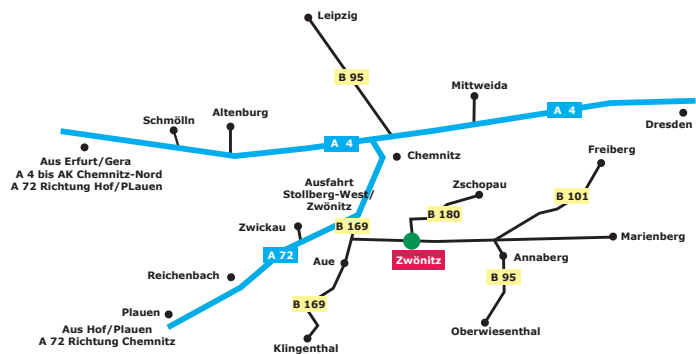 Leipzig
B 95
Mittweida
A 4
Altenburg
Schmölln
Dresden
A 4
Chemnitz
Freiberg
Aus Erfurt/Gera
A 4 bis AK Chemnitz-Nord
A 72 Richtung Hof/PLauen
Ausfahrt
Stollberg-West/
Zwönitz
Zschopau
B 101
B 180
Zwickau
B 169
Marienberg
A 72
Aue
Zwönitz
Annaberg
Reichenbach
B 95
B 169
Plauen
Aus Hof/Plauen
A 72 Richtung Chemnitz
Oberwiesenthal
Klingenthal